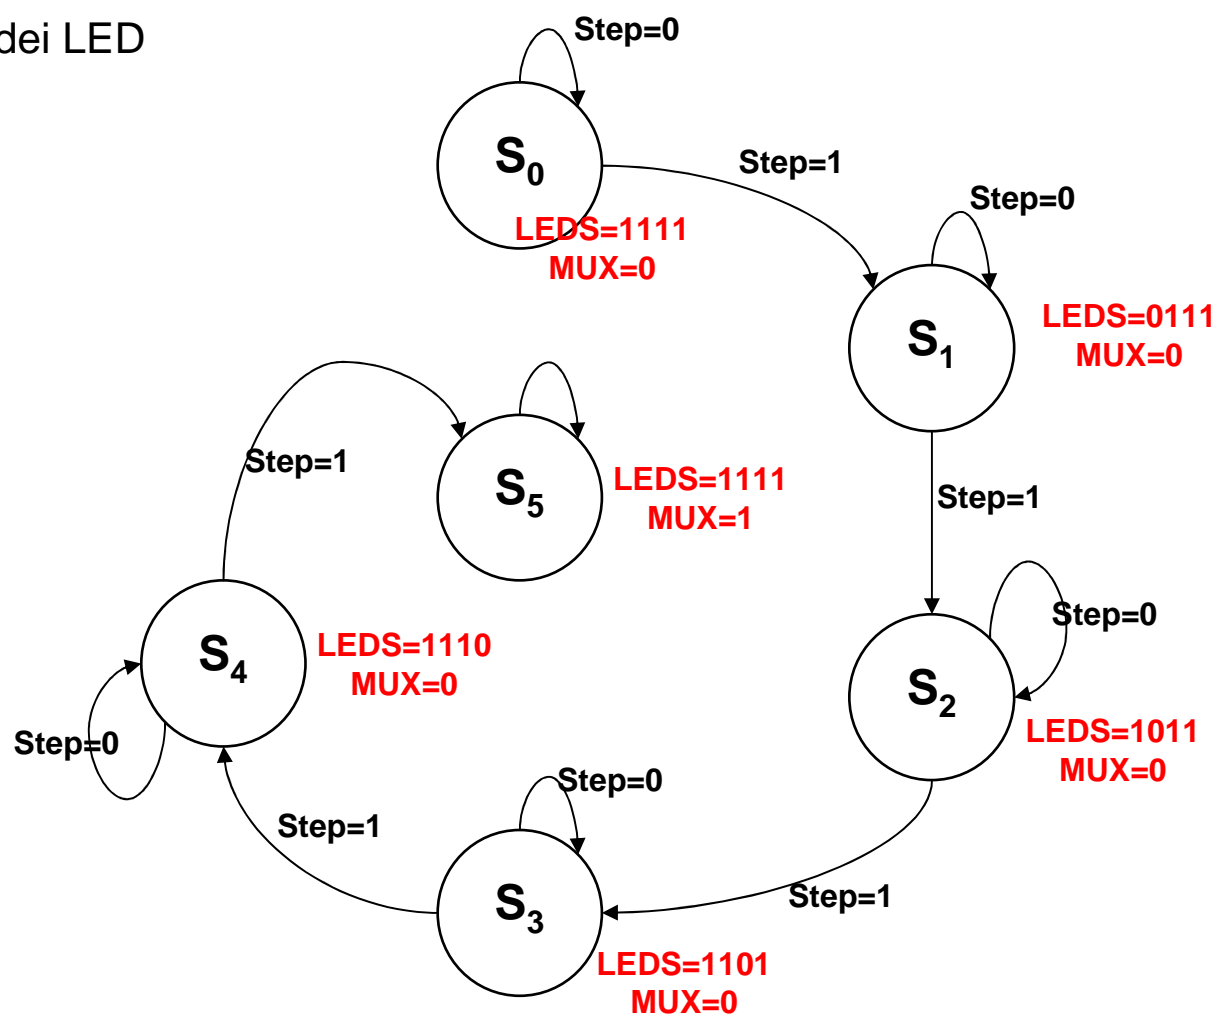 dei LED
Step=0
S0
Step=1
LEDS=1111
MUX=0
Step=0
S1
LEDS=0111
MUX=0
Step=1
S5
LEDS=1111
MUX=1
Step=1
Step=0
S2
LEDS=1011
MUX=0
S4
LEDS=1110
MUX=0
Step=0
Step=1
Step=0
S3
Step=1
LEDS=1101
MUX=0